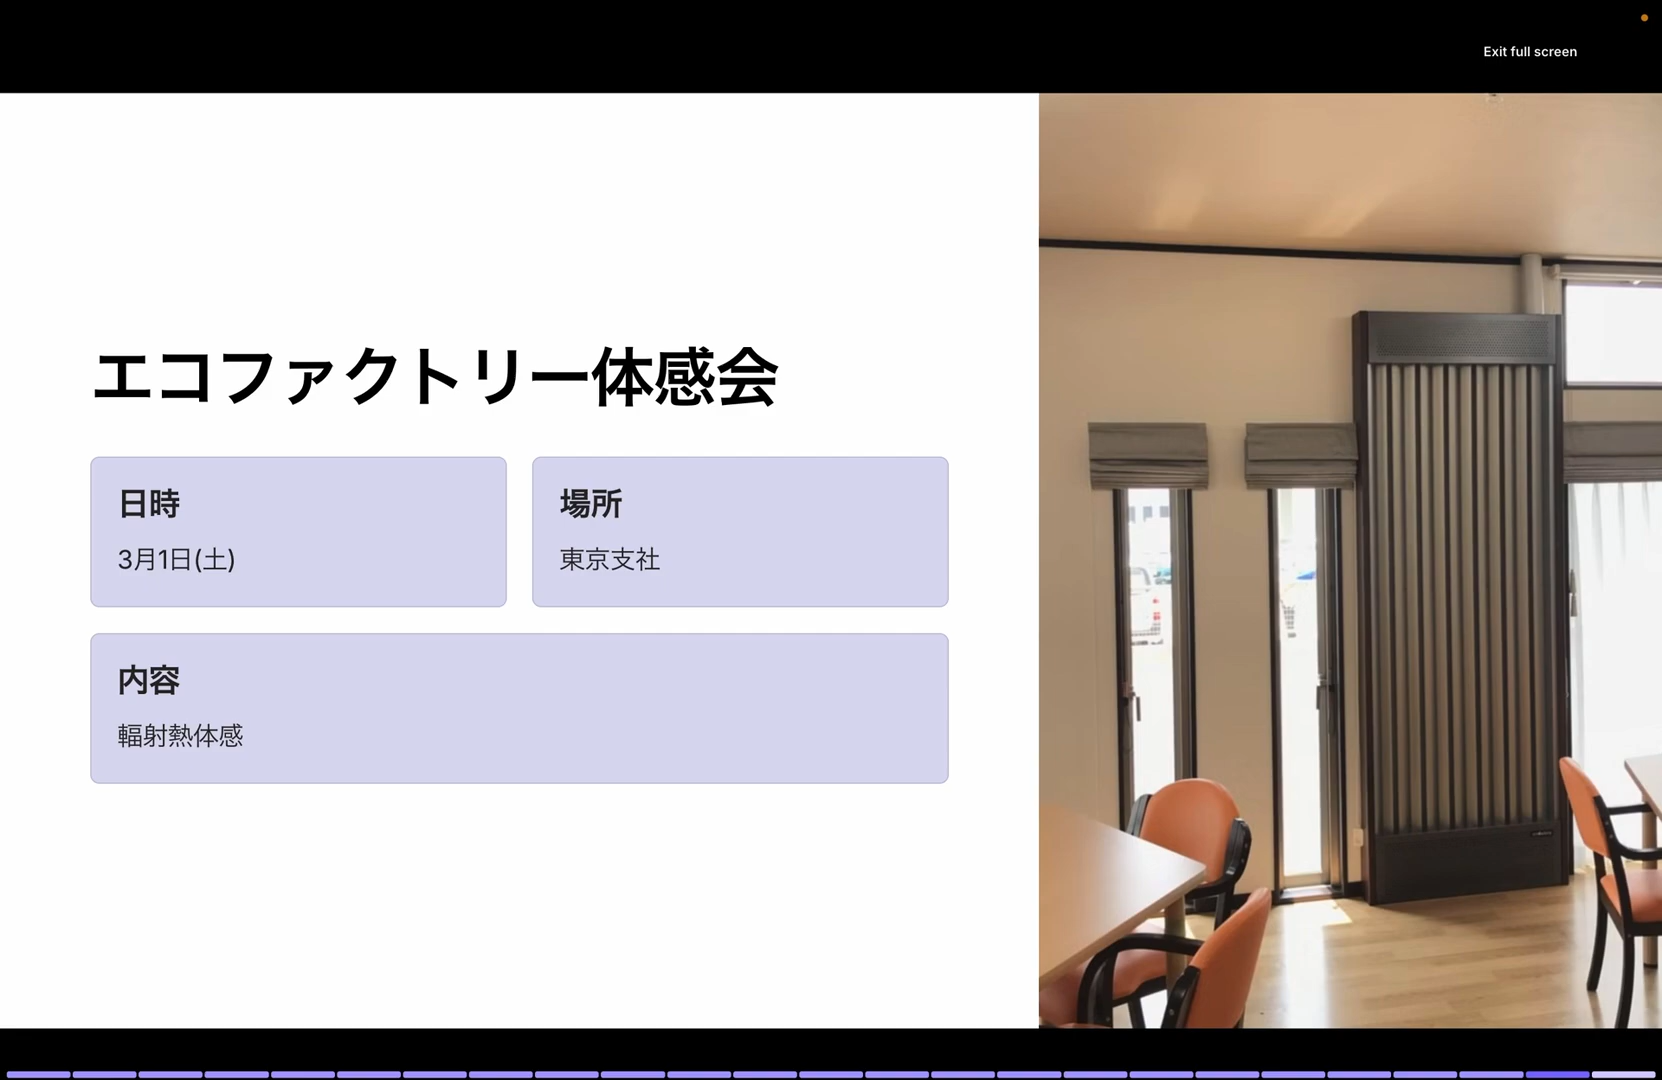 Exit full screen
エコファクトリー体感会
日時
3月1日(土)
場所
東京支社
内容
輻射熱体感